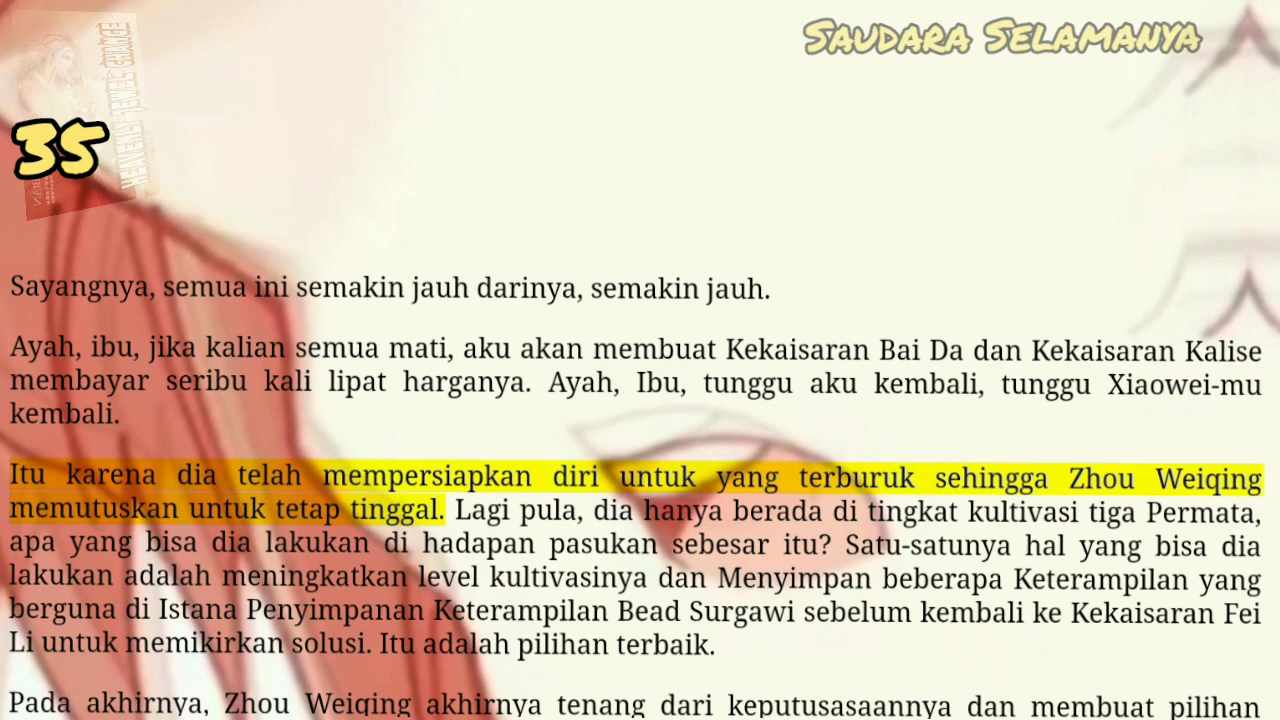 Saudara Selamanya
HEAVENLY JEWEL CHANGE
35
Sayangnya, semua ini semakin jauh darinya, semakin jauh.
Ayah, ibu, jika kalian semua mati, aku akan membuat Kekaisaran Bai Da dan Kekaisaran Kalise
membayar seribu kali lipat harganya. Ayah, Ibu, tunggu aku kembali, tunggu Xiaowei-mu
kembali.
Itu karena dia telah mempersiapkan diri untuk yang terburuk sehingga Zhou Weiqing
memutuskan untuk tetap tinggal. Lagi pula, dia hanya berada di tingkat kultivasi tiga Permata,
apa yang bisa dia lakukan di hadapan pasukan sebesar itu? Satu-satunya hal yang bisa dia
lakukan adalah meningkatkan level kultivasinya dan Menyimpan beberapa Keterampilan yang
berguna di Istana Penyimpanan Keterampilan Bead Surgawi sebelum kembali ke Kekaisaran Fei
Li untuk memikirkan solusi. Itu adalah pilihan terbaik.
Pada akhirnya, Zhou Weiqing akhirnya tenang dari keputusasaannya dan membuat pilihan